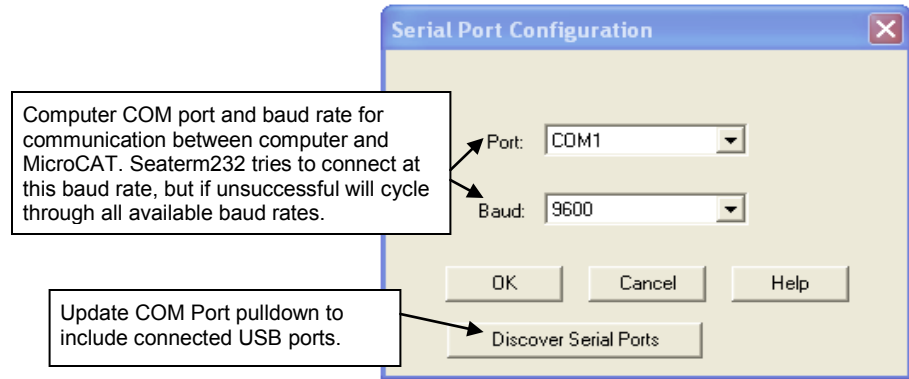 Serial Port Configuration
Computer COM port and baud rate for
communication between computer and
MicroCAT. Seaterm232 tries to connect at
this baud rate, but if unsuccessful will cycle
through all available baud rates.
Port: COM1
Baud: 9600
OK Cancel Help
Update COM Port pulldown to
include connected USB ports.
Discover Serial Ports